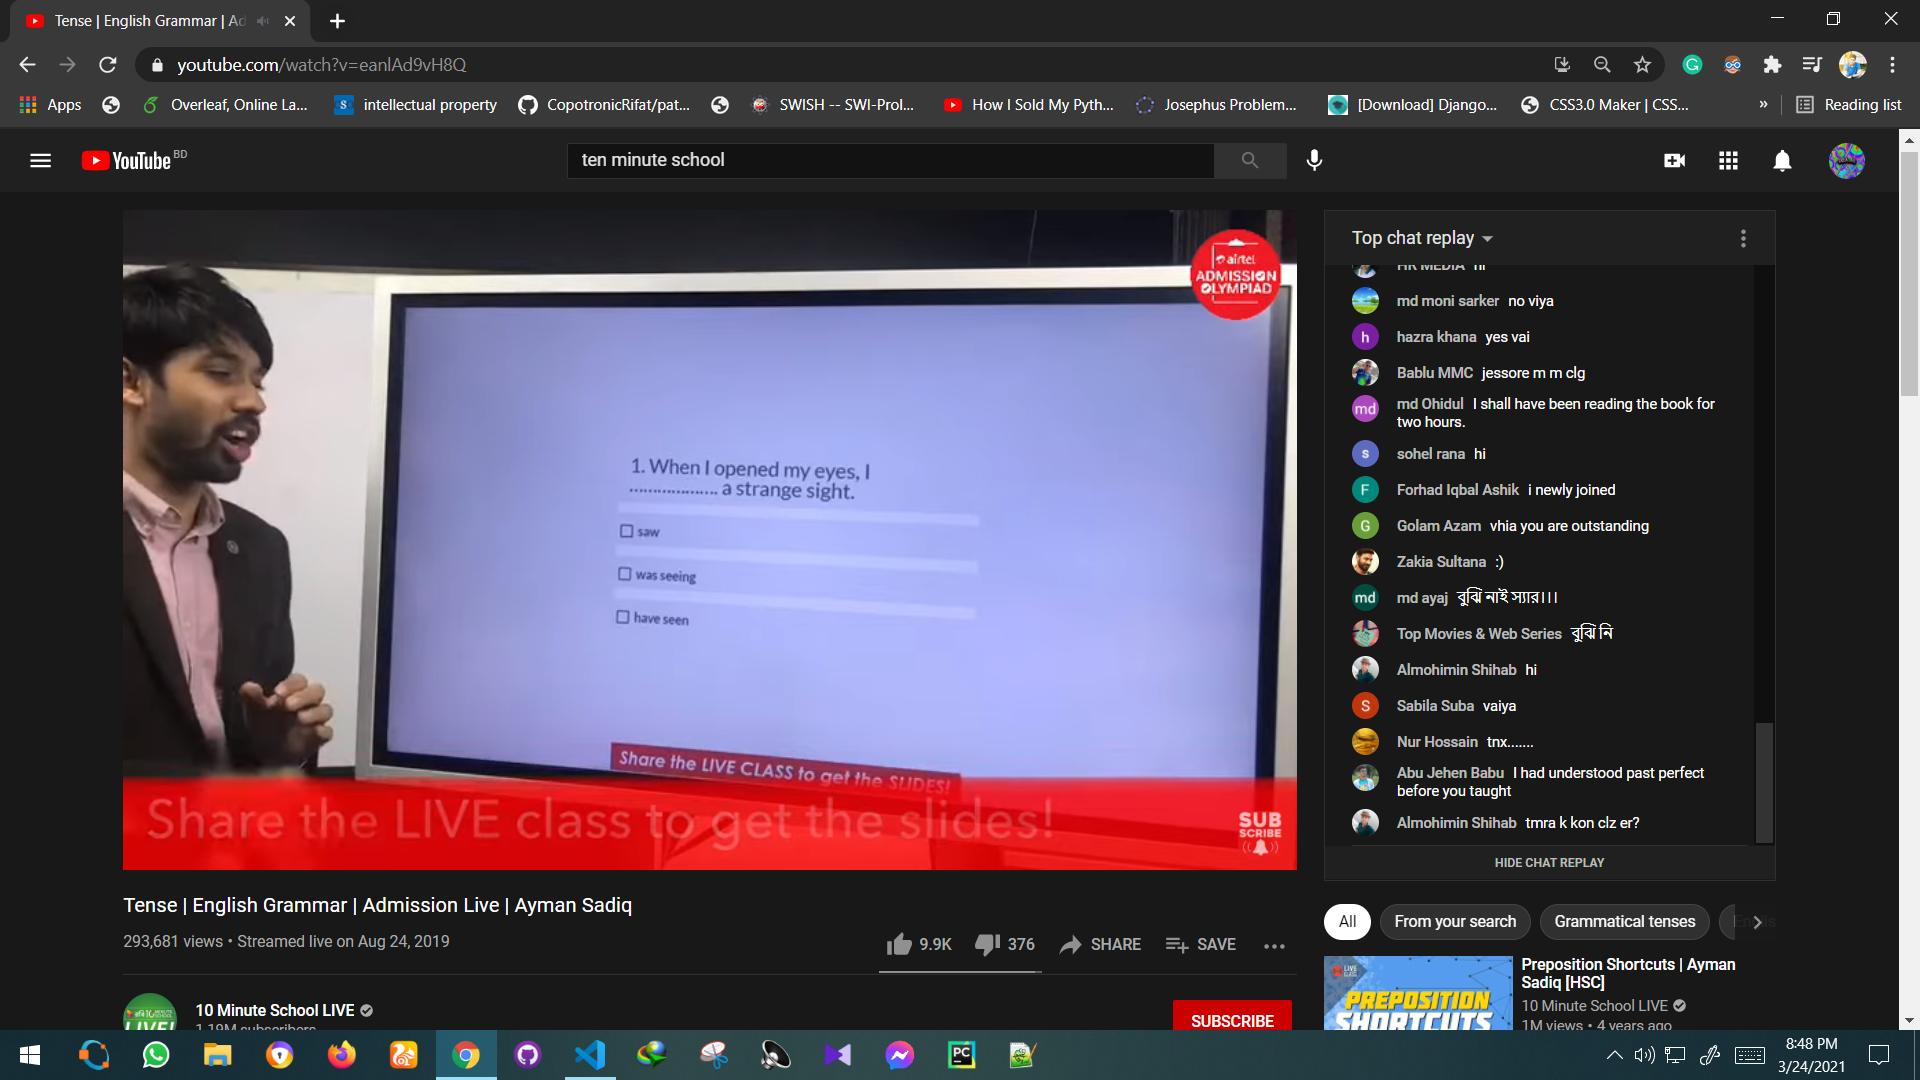 Tense | English Grammar | Ad
youtube.com/watch?v=eanlAd9vH8Q
Apps
Overleaf, Online La...
intellectual property
CopotronicRifat/pat...
SWISH -- SWI-Prol...
How I Sold My Pyth...
Josephus Problem...
[Download] Django...
CSS3.0 Maker | CSS...
»
Reading list
YouTube BD
ten minute school
airtel
ADMISSION
OLYMPIAD
1. When I opened my eyes, I
................... a strange sight.
saw
was seeing
have seen
Share the LIVE CLASS to get the SLIDES!
Share the LIVE class to get the slides!
SUB
SCRIBE
Top chat replay
HR MEDIA hi
md moni sarker no viya
h hazra khana yes vai
Bablu MMC jessore m m clg
md md Ohidul I shall have been reading the book for
two hours.
s sohel rana hi
F Forhad Iqbal Ashik i newly joined
G Golam Azam vhia you are outstanding
Zakia Sultana :)
md md ayaj বুঝি নাই স্যার।।।
Top Movies & Web Series বুঝি নি
Almohimin Shihab hi
S Sabila Suba vaiya
Nur Hossain tnx.......
Abu Jehen Babu I had understood past perfect
before you taught
Almohimin Shihab tmra k kon clz er?
HIDE CHAT REPLAY
Tense | English Grammar | Admission Live | Ayman Sadiq
293,681 views • Streamed live on Aug 24, 2019
9.9K
376
SHARE
SAVE
10 Minute School LIVE
1.19M subscribers
SUBSCRIBE
All
From your search
Grammatical tenses
LIVE
PREPOSITION
SHORTCUTS
Preposition Shortcuts | Ayman
Sadiq [HSC]
10 Minute School LIVE
1M views • 4 years ago
PC
8:48 PM
3/24/2021